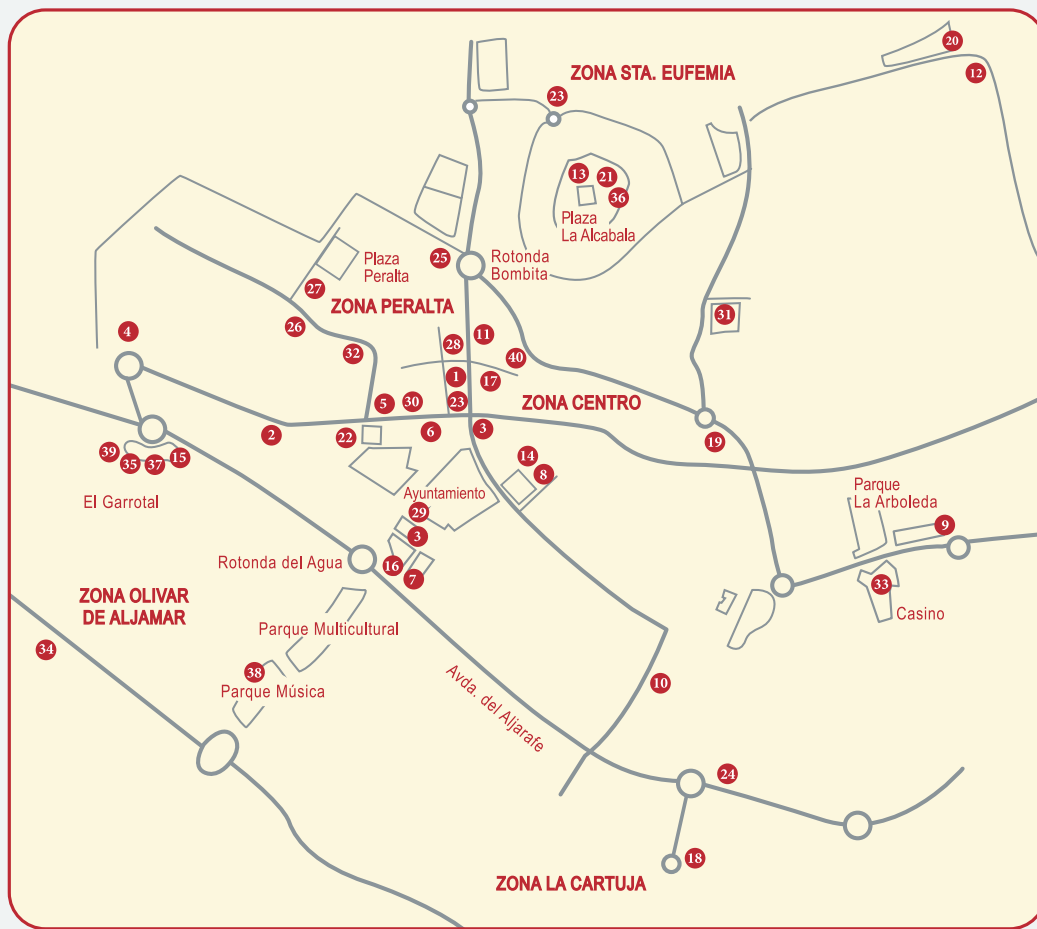 20
ZONA STA. EUFEMIA
12
23
13
21
36
Plaza
La Alcabala
25
Plaza
Peralta
Rotonda
Bombita
27
ZONA PERALTA
31
26
4
11
28
32
40
1
17
5
30
23
ZONA CENTRO
2
22
6
3
19
39
35
37
15
14
8
El Garrotal
Ayuntamiento
29
Parque
La Arboleda
9
3
Rotonda del Agua
16
7
33
ZONA OLIVAR
DE ALJAMAR
Casino
Parque Multicultural
34
38
Parque Música
Avda. del Aljarafe
10
24
18
ZONA LA CARTUJA